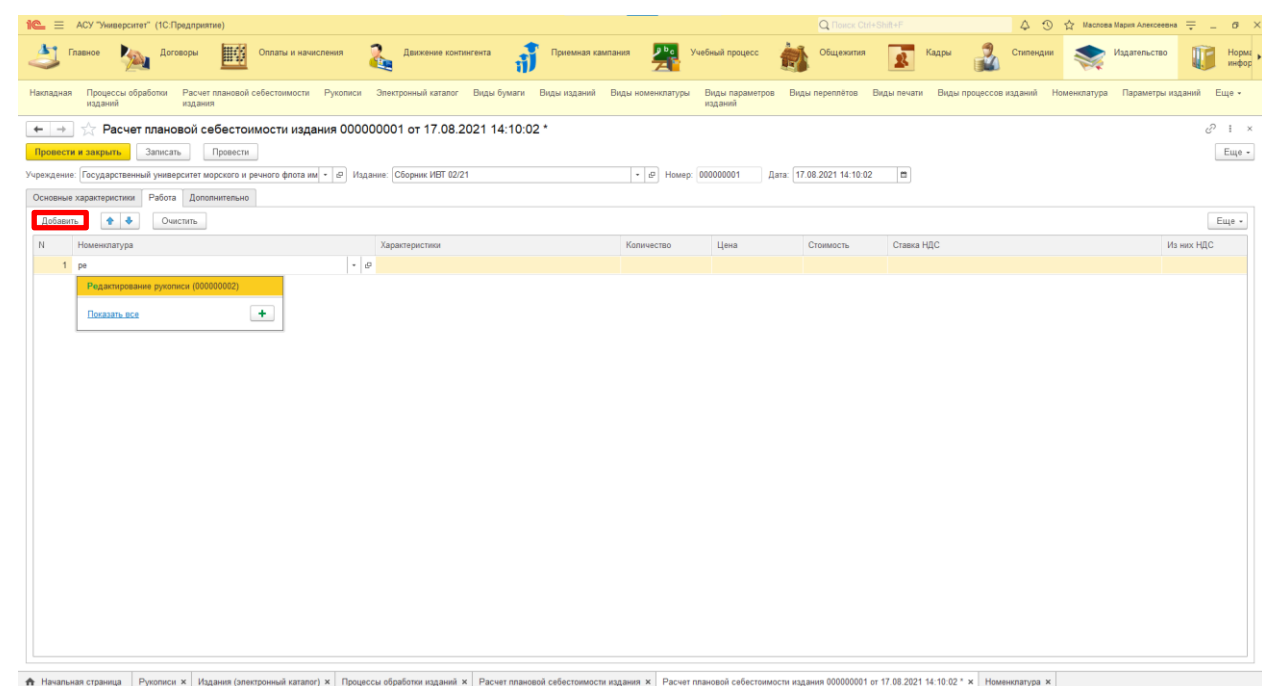 1С АСУ "Университет" (1С:Предприятие) Поиск Ctrl+Shift+F Маслова Мария Алексеевна
Главное Договоры Оплаты и начисления Движение контингента Приемная кампания Учебный процесс Общежития Кадры Стипендии Издательство Норма
инфор
Накладная Процессы обработки Расчет плановой себестоимости Рукописи Электронный каталог Виды бумаги Виды изданий Виды номенклатуры Виды параметров Виды переплётов Виды печати Виды процессов изданий Номенклатура Параметры изданий Еще
изданий издания изданий
Расчет плановой себестоимости издания 000000001 от 17.08.2021 14:10:02 *
Провести и закрыть Записать Провести Еще
Учреждение: Государственный университет морского и речного флота им Издание: Сборник ИВТ 02/21 Номер: 000000001 Дата: 17.08.2021 14:10:02
Основные характеристики Работа Дополнительно
Добавить Очистить Еще
N Номенклатура Характеристики Количество Цена Стоимость Ставка НДС Из них НДС
1 ре
Редактирование рукописи (000000002)
Показать все
Начальная страница Рукописи × Издания (электронный каталог) × Процессы обработки изданий × Расчет плановой себестоимости издания × Расчет плановой себестоимости издания 000000001 от 17.08.2021 14:10:02 * × Номенклатура ×